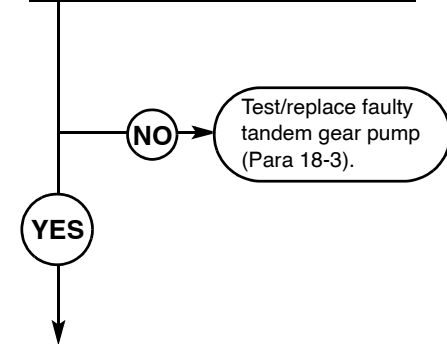 NO
Test/replace faulty
tandem gear pump
(Para 18-3).
YES